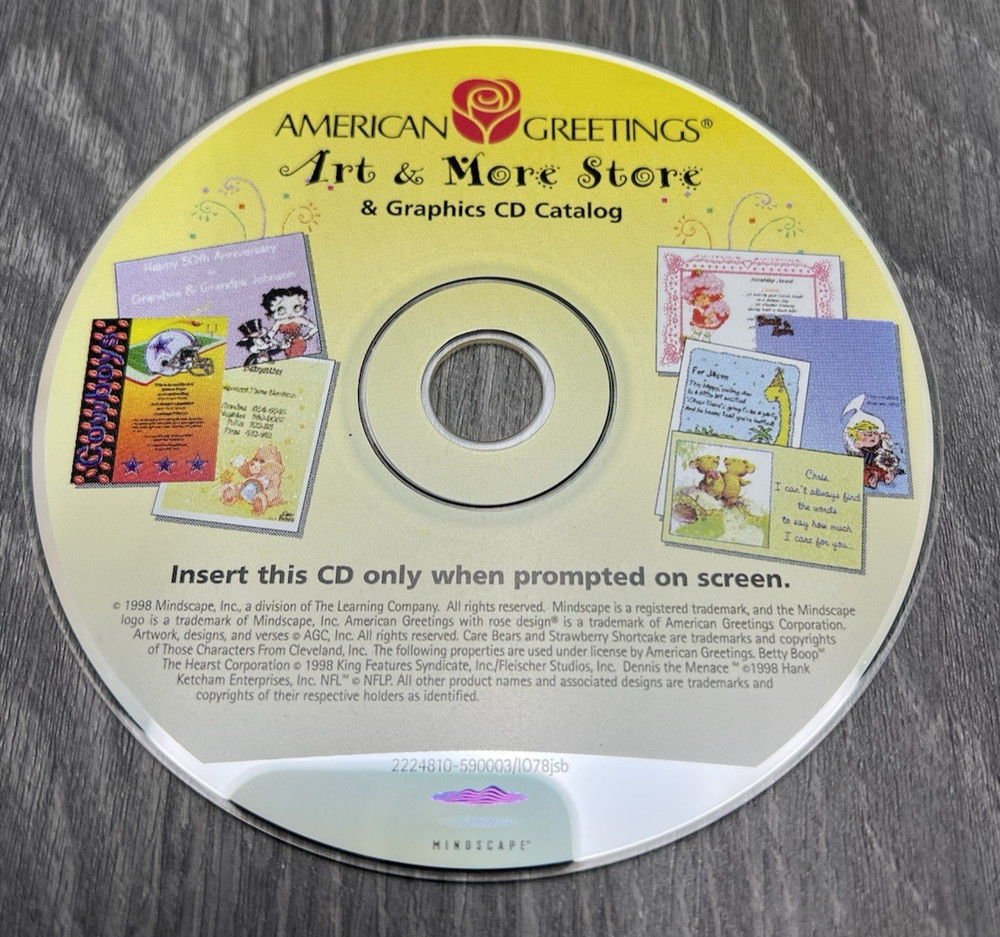 AMERICAN GREETINGS®
Art & More Store
& Graphics CD Catalog
Happy 50th Anniversary
Grandma & Grandpa Johnson
Cowboys
Friendship Award
For Jason
Chris,
I can't always find
the words
to say how much
I care for you...
Insert this CD only when prompted on screen.
© 1998 Mindscape, Inc., a division of The Learning Company. All rights reserved. Mindscape is a registered trademark, and the Mindscape
logo is a trademark of Mindscape, Inc. American Greetings with rose design® is a trademark of American Greetings Corporation.
Artwork, designs, and verses © AGC, Inc. All rights reserved. Care Bears and Strawberry Shortcake are trademarks and copyrights
of Those Characters From Cleveland, Inc. The following properties are used under license by American Greetings. Betty Boop™
The Hearst Corporation © 1998 King Features Syndicate, Inc./Fleischer Studios, Inc. Dennis the Menace ™ ©1998 Hank
Ketcham Enterprises, Inc. NFL™ © NFLP. All other product names and associated designs are trademarks and
copyrights of their respective holders as identified.
2224810-590003/I078jsb
MINDSCAPE™